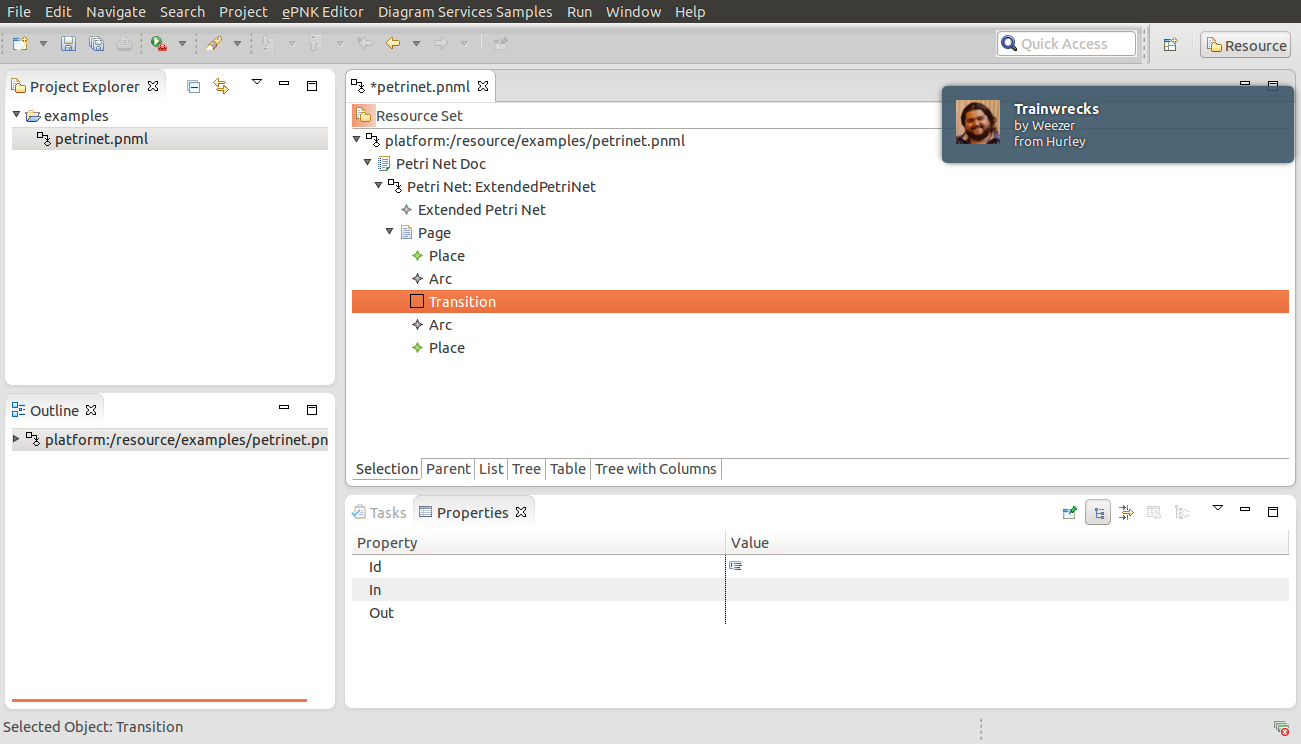 File Edit Navigate Search Project ePNK Editor Diagram Services Samples Run Window Help
Quick Access
Resource
Project Explorer
examples
petrinet.pnml
Outline
platform:/resource/examples/petrinet.pn
*petrinet.pnml
Resource Set
platform:/resource/examples/petrinet.pnml
Petri Net Doc
Petri Net: ExtendedPetriNet
Extended Petri Net
Page
Place
Arc
Transition
Arc
Place
Selection Parent List Tree Table Tree with Columns
Trainwrecks
by Weezer
from Hurley
Tasks Properties
Property Value
Id
In
Out
Selected Object: Transition